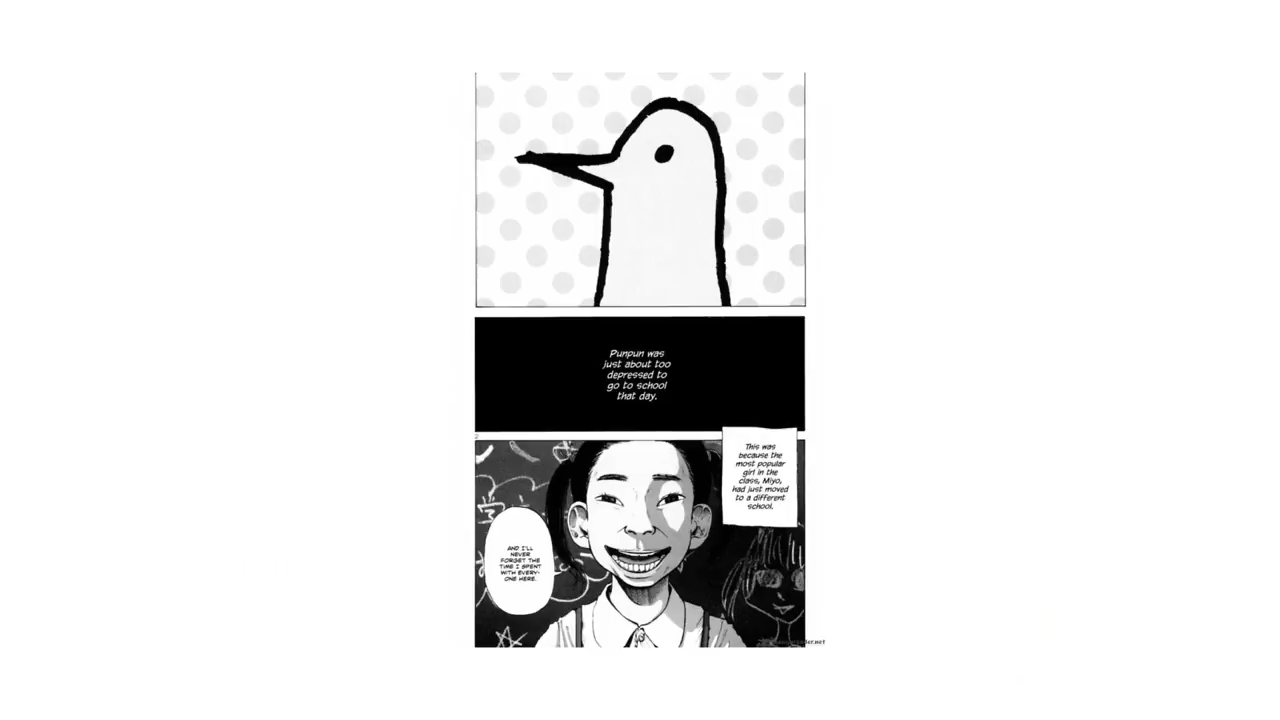 Punpun was
just about too
depressed to
go to school
that day.
This was
because the
most popular
girl in the
class, Miyo,
had just moved
to a different
school.
AND I'LL
NEVER
FORGET THE
TIME I SPENT
WITH EVERY-
ONE HERE.